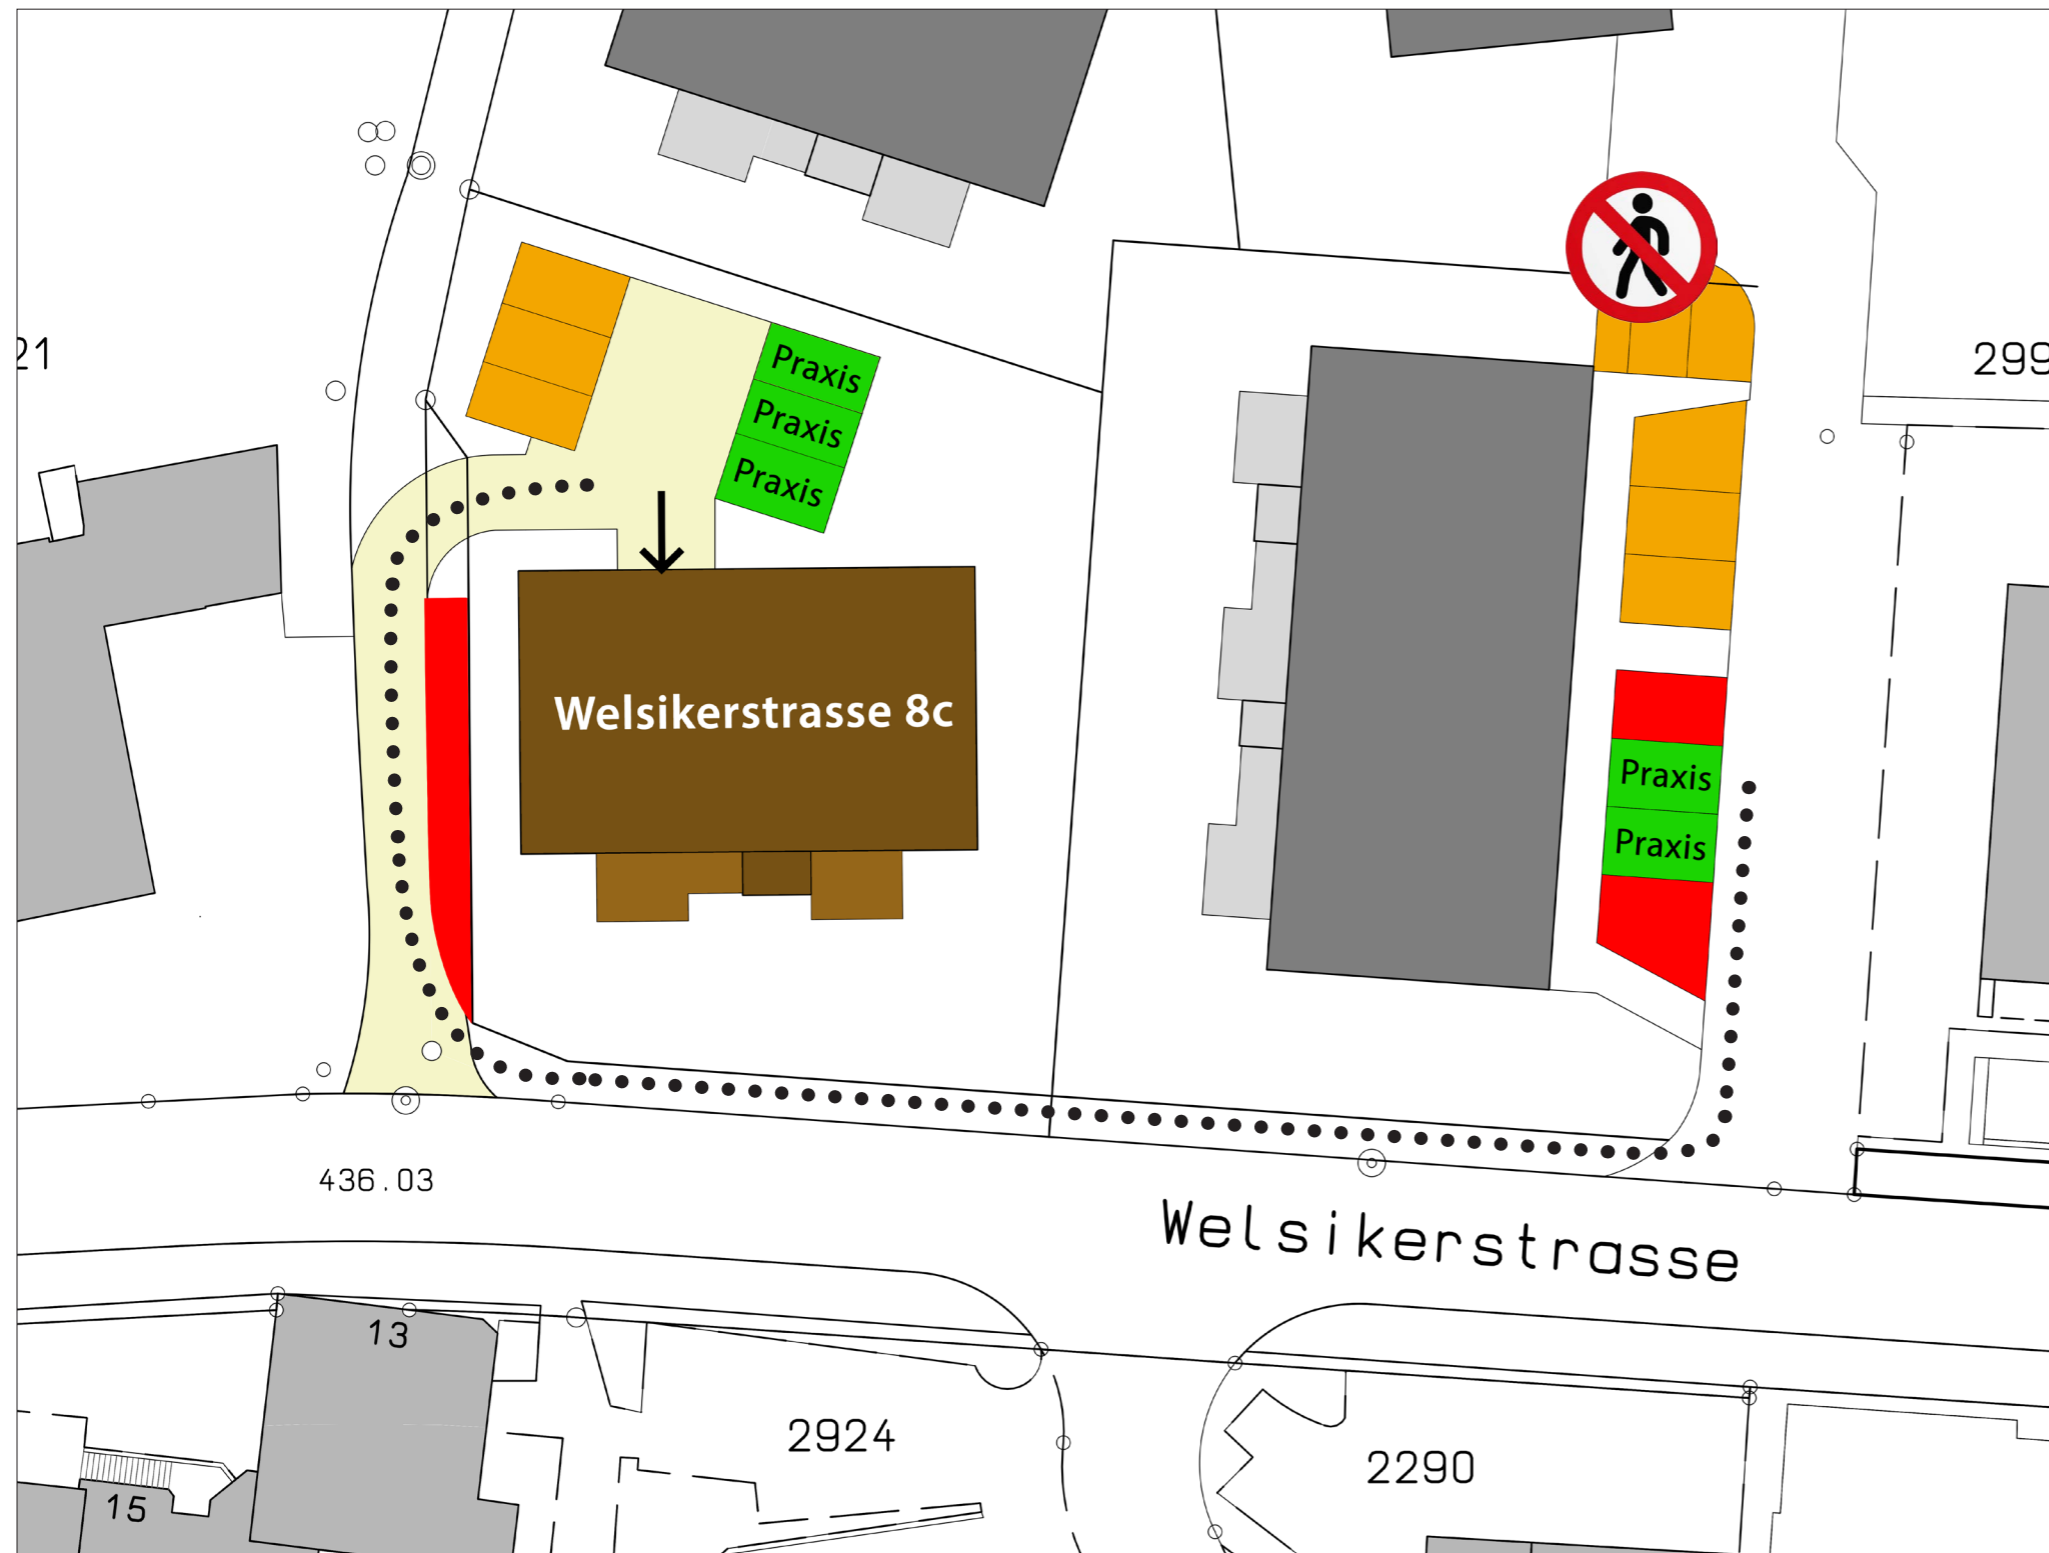 21
299
Praxis
Praxis
Praxis
Welsikerstrasse 8c
Praxis
Praxis
436.03
Welsikerstrasse
13
2924
2290
15